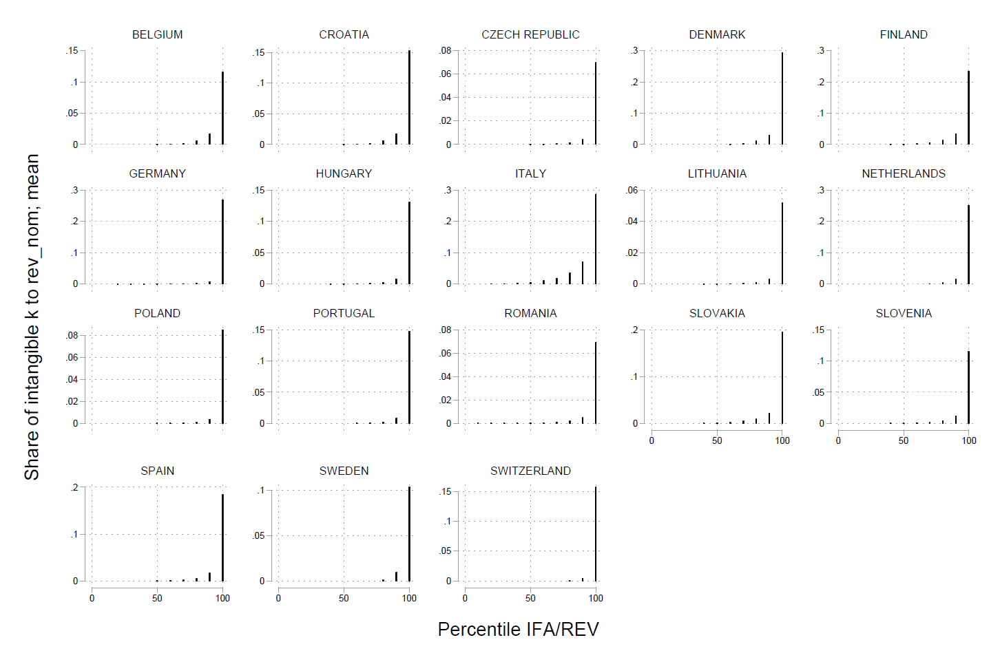 BELGIUM CROATIA CZECH REPUBLIC DENMARK FINLAND
.15 .15 .08 .3 .3
.1 .1 .06 .2 .2
.05 .05 .04 .1 .1
0 0 .02 0 0
0
GERMANY HUNGARY ITALY LITHUANIA NETHERLANDS
.3 .15 .3 .06 .3
.2 .1 .2 .04 .2
.1 .05 .1 .02 .1
0 0 0 0 0
Share of intangible k to rev_nom; mean
POLAND PORTUGAL ROMANIA SLOVAKIA SLOVENIA
.08 .15 .08 .2 .15
.06 .1 .06 .1 .1
.04 .05 .04 0 .05
.02 0 .02 0
0 0
0 50 100 0 50 100
SPAIN SWEDEN SWITZERLAND
.2 .1 .15
.1 .05 .1
0 0 .05
0
0 50 100 0 50 100 0 50 100
Percentile IFA/REV